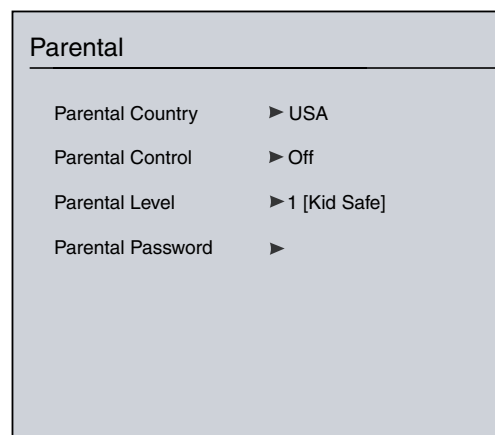 Parental
Parental Country ► USA
Parental Control ► Off
Parental Level ► 1 [Kid Safe]
Parental Password ►